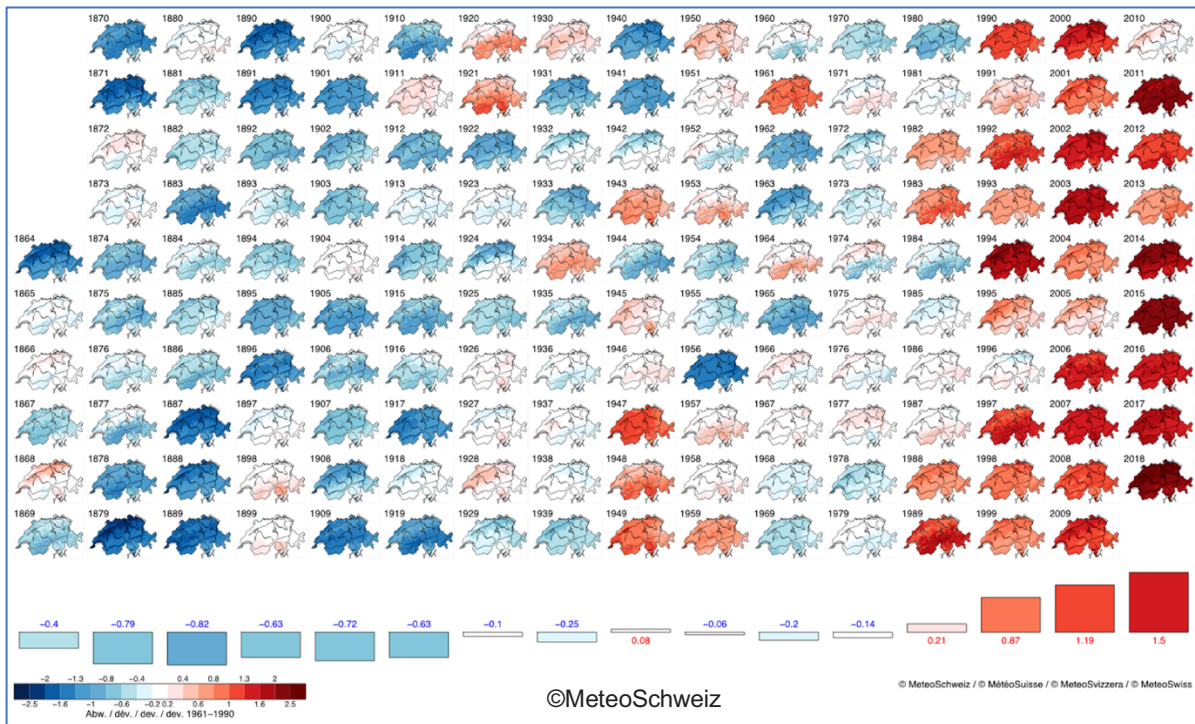 1870 1880 1890 1900 1910 1920 1930 1940 1950 1960 1970 1980 1990 2000 2010
1871 1881 1891 1901 1911 1921 1931 1941 1951 1961 1971 1981 1991 2001 2011
1872 1882 1892 1902 1912 1922 1932 1942 1952 1962 1972 1982 1992 2002 2012
1873 1883 1893 1903 1913 1923 1933 1943 1953 1963 1973 1983 1993 2003 2013
1864 1874 1884 1894 1904 1914 1924 1934 1944 1954 1964 1974 1984 1994 2004 2014
1865 1875 1885 1895 1905 1915 1925 1935 1945 1955 1965 1975 1985 1995 2005 2015
1866 1876 1886 1896 1906 1916 1926 1936 1946 1956 1966 1976 1986 1996 2006 2016
1867 1877 1887 1897 1907 1917 1927 1937 1947 1957 1967 1977 1987 1997 2007 2017
1868 1878 1888 1898 1908 1918 1928 1938 1948 1958 1968 1978 1988 1998 2008 2018
1869 1879 1889 1899 1909 1919 1929 1939 1949 1959 1969 1979 1989 1999 2009
−0.4 −0.79 −0.82 −0.63 −0.72 −0.63 −0.1 −0.25 0.08 −0.06 −0.2 −0.14 0.21 0.87 1.19 1.5
−2 −1.3 −0.8 −0.4 0.4 0.8 1.3 2
−2.5 −1.6 −1 −0.6 −0.2 0.2 0.6 1 1.6 2.5
Abw. / dév. / dev. / dev. 1961−1990
©MeteoSchweiz
© MeteoSchweiz / © MétéoSuisse / © MeteoSvizzera / © MeteoSwiss